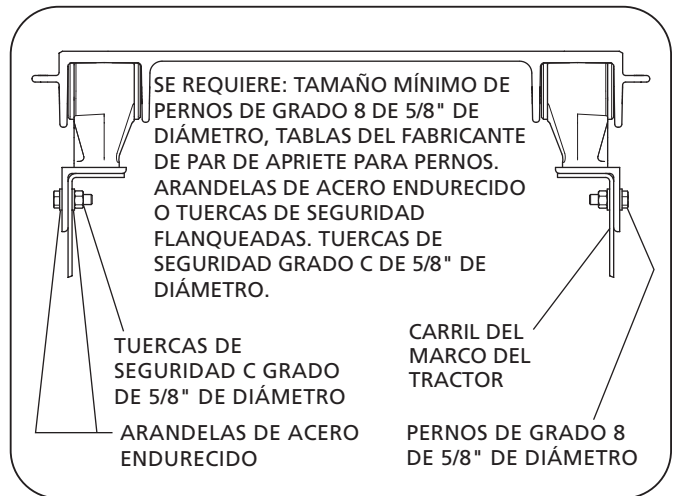 SE REQUIERE: TAMAÑO MÍNIMO DE
PERNOS DE GRADO 8 DE 5/8" DE
DIÁMETRO, TABLAS DEL FABRICANTE
DE PAR DE APRIETE PARA PERNOS.
ARANDELAS DE ACERO ENDURECIDO
O TUERCAS DE SEGURIDAD
FLANQUEADAS. TUERCAS DE
SEGURIDAD GRADO C DE 5/8" DE
DIÁMETRO.
TUERCAS DE
SEGURIDAD C GRADO
DE 5/8" DE DIÁMETRO
ARANDELAS DE ACERO
ENDURECIDO
CARRIL DEL
MARCO DEL
TRACTOR
PERNOS DE GRADO 8
DE 5/8" DE DIÁMETRO